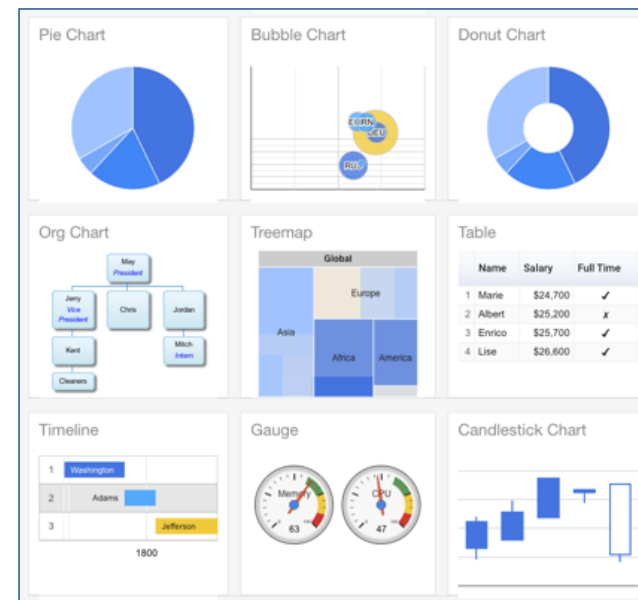 Pie Chart
Bubble Chart
Donut Chart
Org Chart
May
President
Jerry
Vice
President
Chris
Jordan
Kent
Mitch
Intern
Cleaners
Treemap
Global
Europe
Asia
Africa
America
Table
Name Salary Full Time
1 Marie $24,700 ✓
2 Albert $25,200 ✗
3 Enrico $25,700 ✓
4 Lise $26,600 ✓
Timeline
1 Washington
2 Adams
3 Jefferson
1800
Gauge
Memory
63
CPU
47
Candlestick Chart